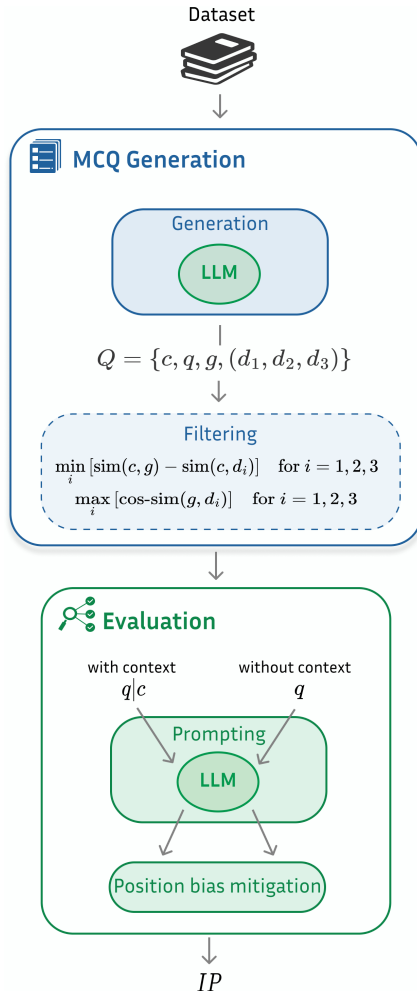 Dataset
MCQ Generation
Generation
LLM
Q = {c, q, g, (d₁, d₂, d₃)}
Filtering
min_i [sim(c, g) − sim(c, dᵢ)] for i = 1, 2, 3
max_i [cos-sim(g, dᵢ)] for i = 1, 2, 3
Evaluation
with context without context
q|c q
Prompting
LLM
Position bias mitigation
IP